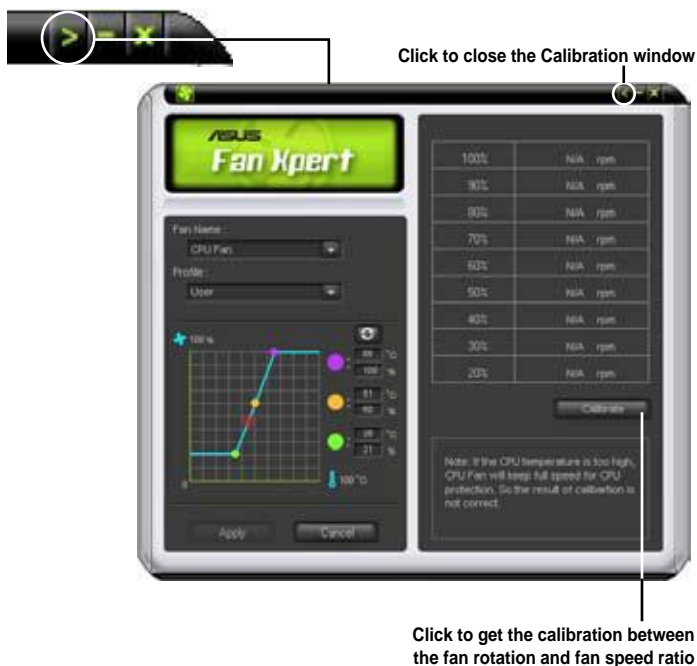 Click to close the Calibration window
ASUS
Fan Xpert
Fan Name :
CPU Fan
Profile :
User
100 %
0
100 °C
°C
100 %
51 °C
60 %
°C
21 %
Apply
Cancel
100% N/A rpm
90% N/A rpm
80% N/A rpm
70% N/A rpm
60% N/A rpm
50% N/A rpm
40% N/A rpm
30% N/A rpm
20% N/A rpm
Calibrate
Note: If the CPU temperature is too high,
CPU Fan will keep full speed for CPU
protection. So the result of calibration is
not correct.
Click to get the calibration between
the fan rotation and fan speed ratio